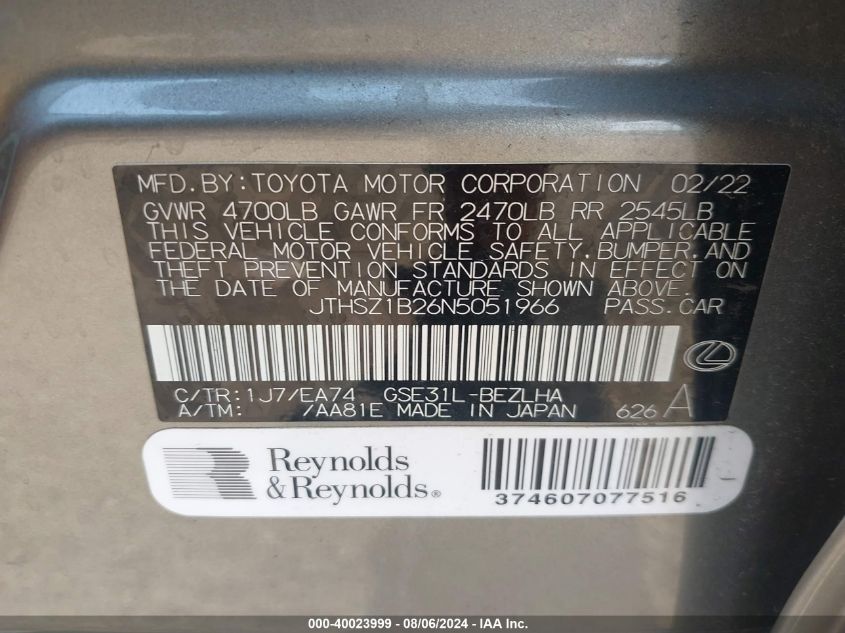 MFD.BY:TOYOTA MOTOR CORPORATION 02/22
GVWR 4700LB GAWR FR 2470LB RR 2545LB
THIS VEHICLE CONFORMS TO ALL APPLICABLE
FEDERAL MOTOR VEHICLE SAFETY.BUMPER.AND
THEFT PREVENTION STANDARDS IN EFFECT ON
THE DATE OF MANUFACTURE SHOWN ABOVE.
JTHSZ1B26N5051966 PASS.CAR
C/TR:1J7/EA74 GSE31L-BEZLHA
A/TM: /AA81E MADE IN JAPAN 626 A
Reynolds
&Reynolds®
374607077516
000-40023999 - 08/06/2024 - IAA Inc.